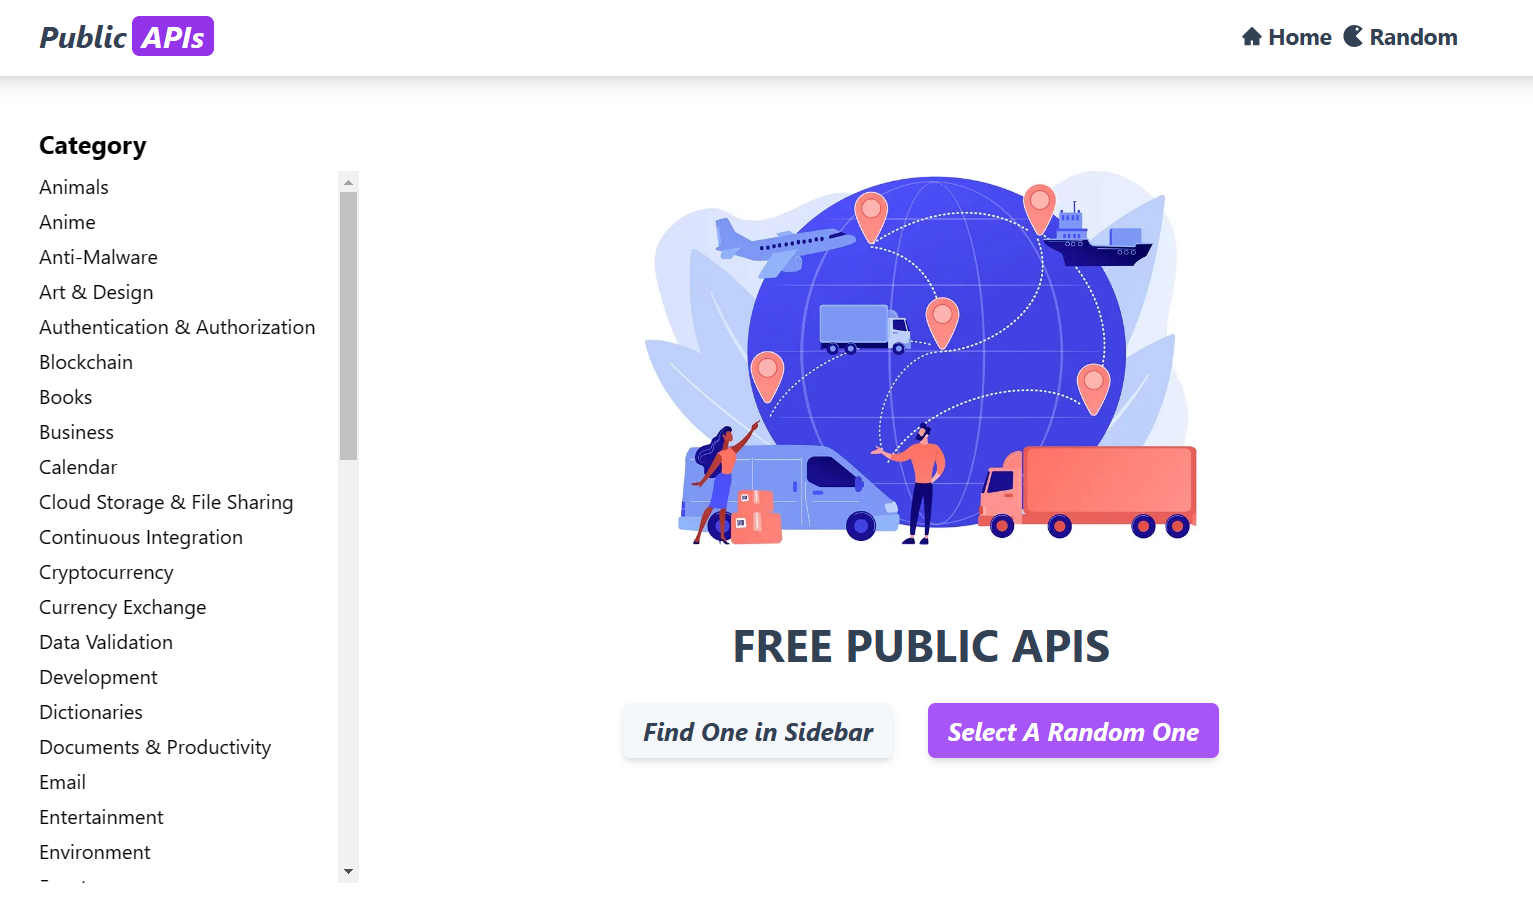 Public APIs
Home Random
Category
Animals
Anime
Anti-Malware
Art & Design
Authentication & Authorization
Blockchain
Books
Business
Calendar
Cloud Storage & File Sharing
Continuous Integration
Cryptocurrency
Currency Exchange
Data Validation
Development
Dictionaries
Documents & Productivity
Email
Entertainment
Environment
FREE PUBLIC APIS
Find One in Sidebar
Select A Random One